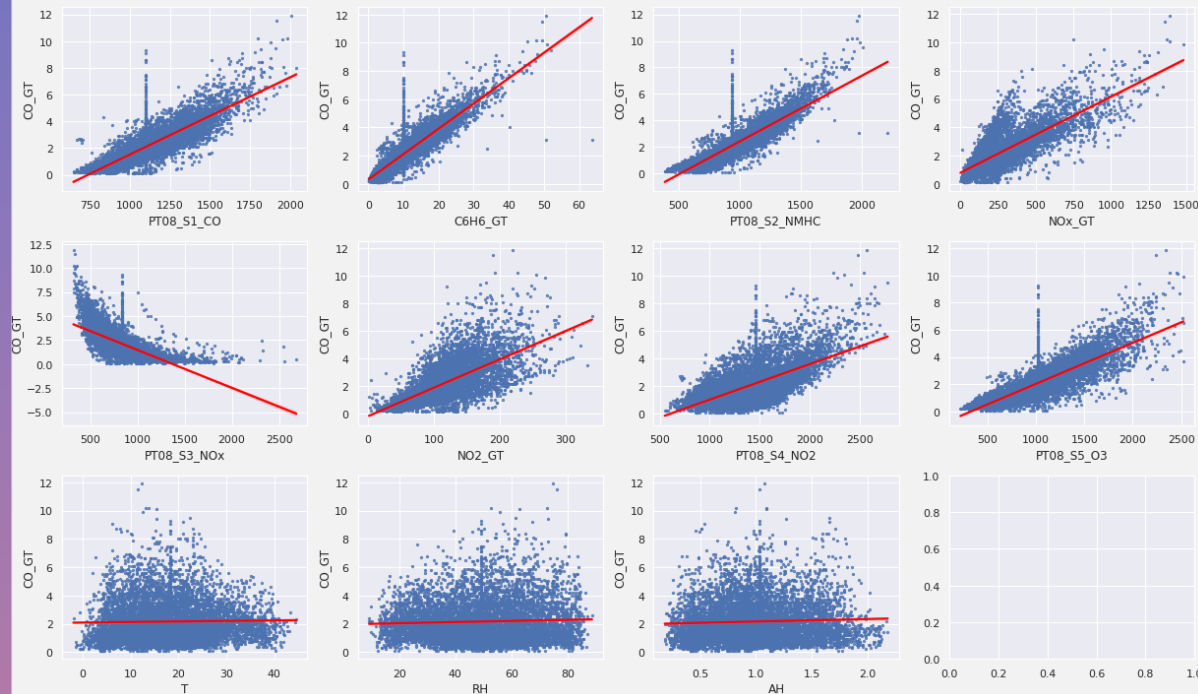 12
10
8
6
4
2
0
CO_GT
750 1000 1250 1500 1750 2000
PT08_S1_CO
12
10
8
6
4
2
0
CO_GT
0 10 20 30 40 50 60
C6H6_GT
12
10
8
6
4
2
0
CO_GT
500 1000 1500 2000
PT08_S2_NMHC
12
10
8
6
4
2
0
CO_GT
0 250 500 750 1000 1250 1500
NOx_GT
12.5
10.0
7.5
5.0
2.5
0.0
−2.5
−5.0
CO_GT
500 1000 1500 2000 2500
PT08_S3_NOx
12
10
8
6
4
2
0
CO_GT
0 100 200 300
NO2_GT
12
10
8
6
4
2
0
CO_GT
500 1000 1500 2000 2500
PT08_S4_NO2
12
10
8
6
4
2
0
CO_GT
500 1000 1500 2000 2500
PT08_S5_O3
12
10
8
6
4
2
0
CO_GT
0 10 20 30 40
T
12
10
8
6
4
2
0
CO_GT
20 40 60 80
RH
12
10
8
6
4
2
0
CO_GT
0.5 1.0 1.5 2.0
AH
1.0
0.8
0.6
0.4
0.2
0.0
0.0 0.2 0.4 0.6 0.8 1.0